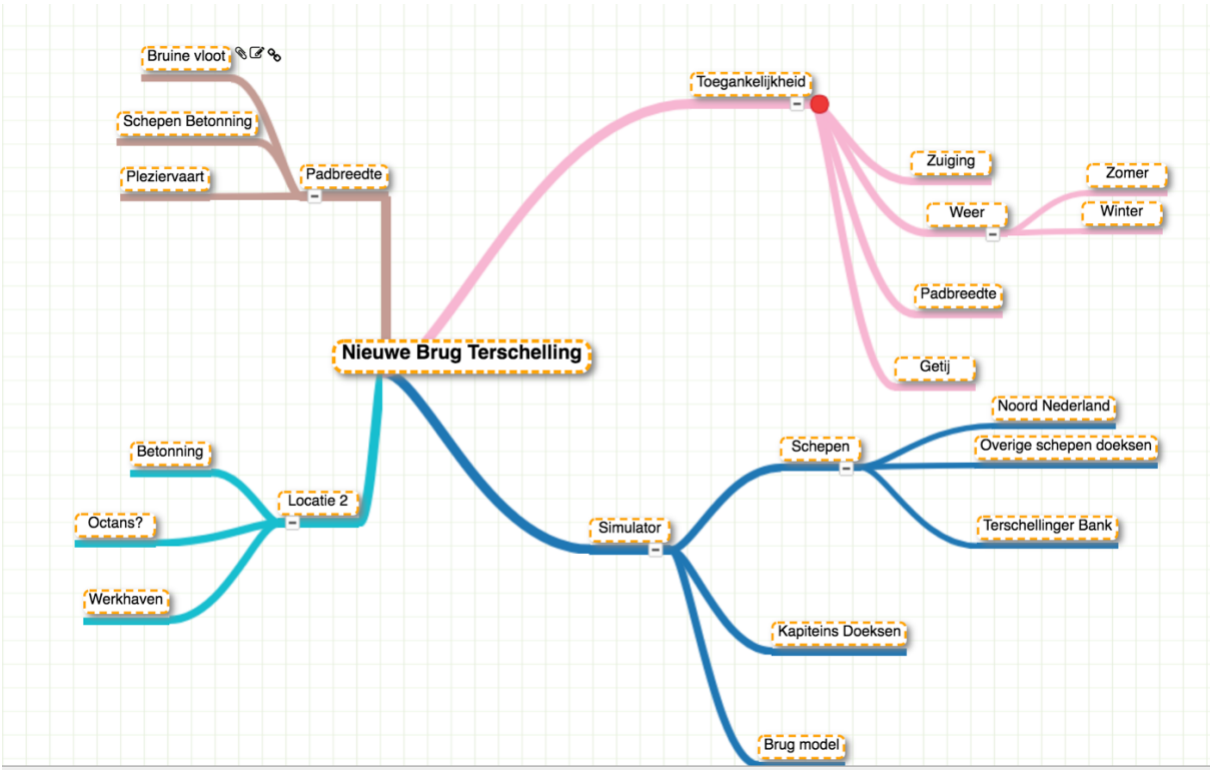 Bruine vloot
Schepen Betonning
Pleziervaart
Padbreedte
Toegankelijkheid
Zuiging
Weer
Zomer
Winter
Padbreedte
Getij
Nieuwe Brug Terschelling
Betonning
Octans?
Werkhaven
Locatie 2
Simulator
Schepen
Noord Nederland
Overige schepen doeksen
Terschellinger Bank
Kapiteins Doeksen
Brug model